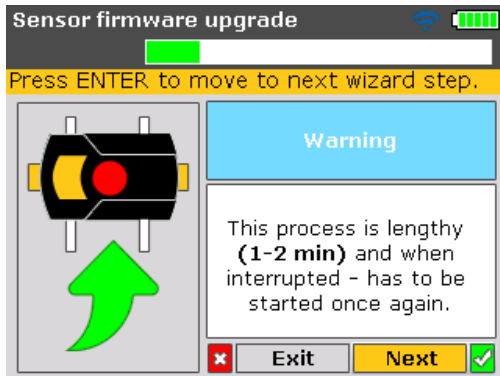 Sensor firmware upgrade
Press ENTER to move to next wizard step.
Warning
This process is lengthy
(1-2 min) and when
interrupted - has to be
started once again.
Exit
Next